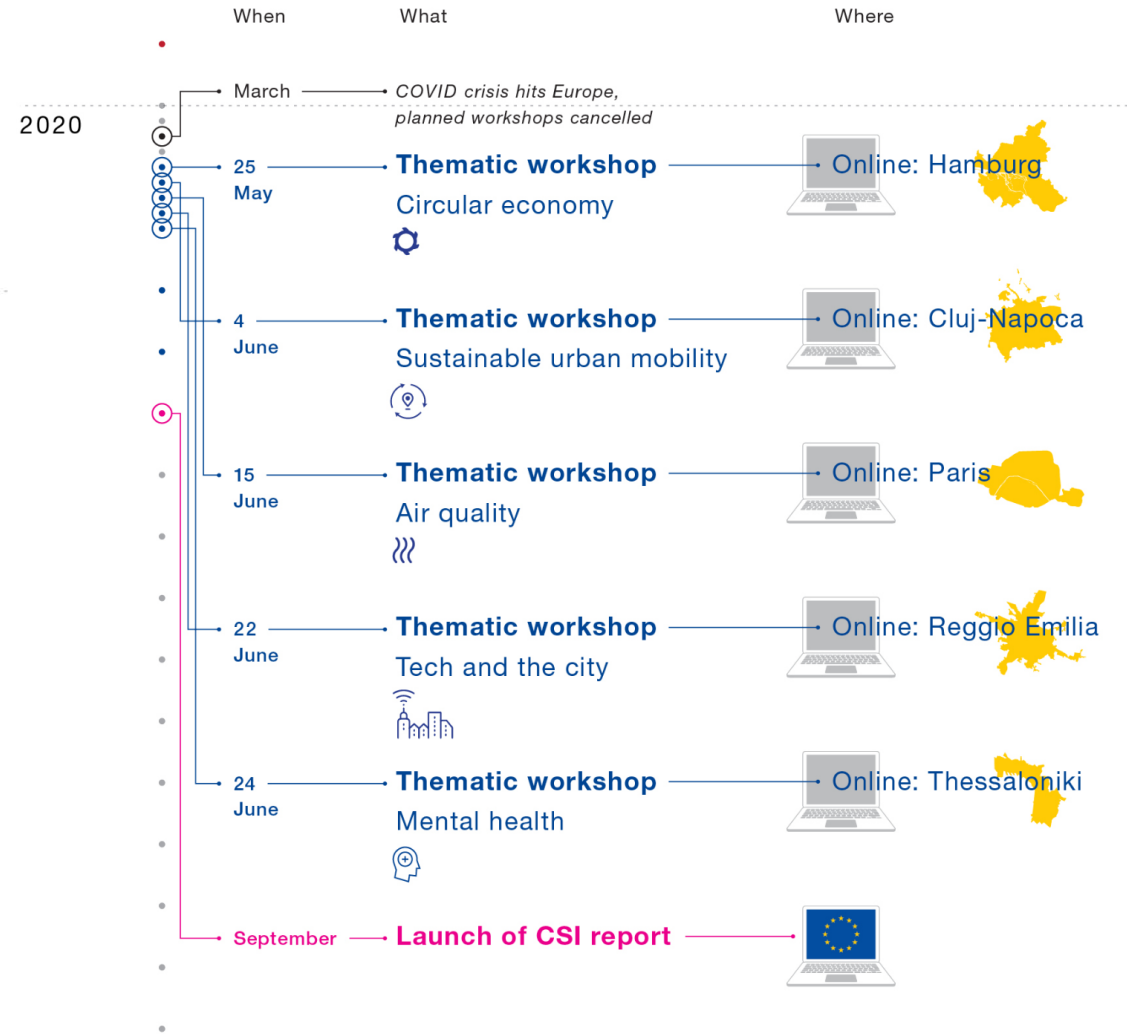 When What Where
March COVID crisis hits Europe,
planned workshops cancelled
2020
25 Thematic workshop Online: Hamburg
May Circular economy
4 Thematic workshop Online: Cluj-Napoca
June Sustainable urban mobility
15 Thematic workshop Online: Paris
June Air quality
22 Thematic workshop Online: Reggio Emilia
June Tech and the city
24 Thematic workshop Online: Thessaloniki
June Mental health
September Launch of CSI report